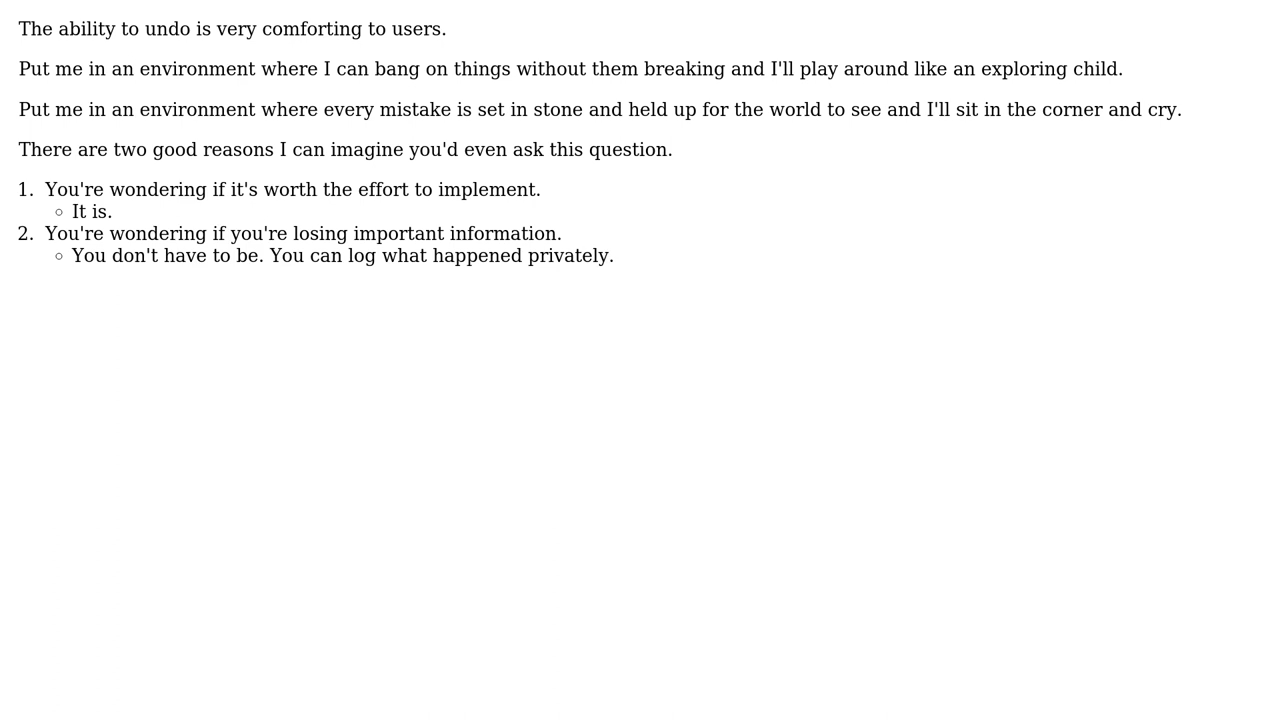 The ability to undo is very comforting to users.
Put me in an environment where I can bang on things without them breaking and I'll play around like an exploring child.
Put me in an environment where every mistake is set in stone and held up for the world to see and I'll sit in the corner and cry.
There are two good reasons I can imagine you'd even ask this question.
1. You're wondering if it's worth the effort to implement.
○ It is.
2. You're wondering if you're losing important information.
○ You don't have to be. You can log what happened privately.